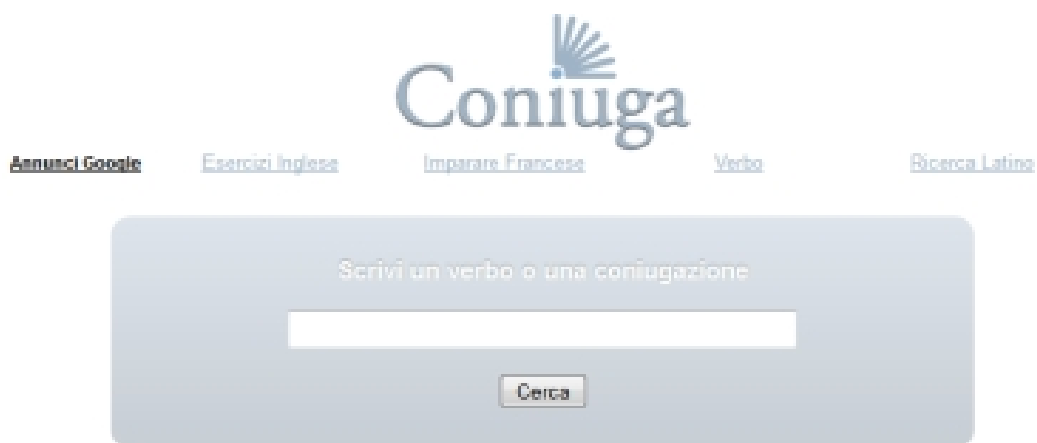 Coniuga
Annunci Google Esercizi Inglese Imparare Francese Verbo Ricerca Latino
Scrivi un verbo o una coniugazione
Cerca